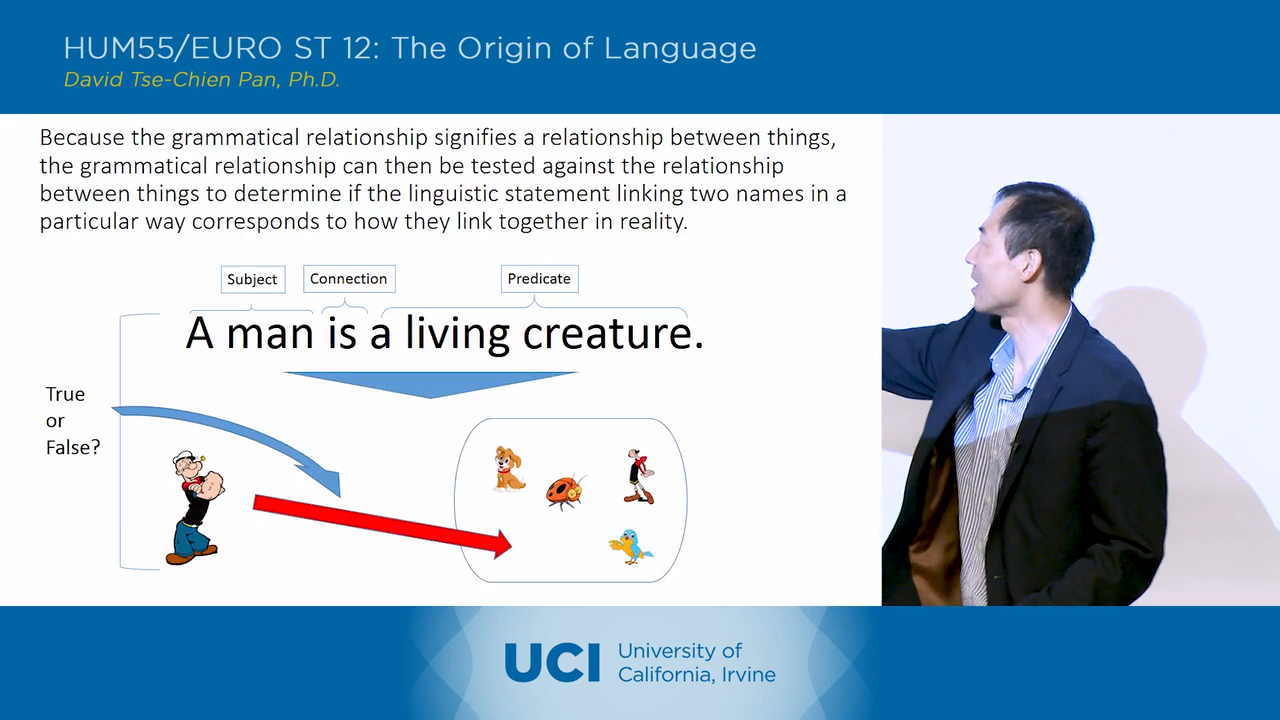 HUM55/EURO ST 12: The Origin of Language
David Tse-Chien Pan, Ph.D.
Because the grammatical relationship signifies a relationship between things,
the grammatical relationship can then be tested against the relationship
between things to determine if the linguistic statement linking two names in a
particular way corresponds to how they link together in reality.
Subject
Connection
Predicate
A man is a living creature.
True
or
False?
UCI
University of
California, Irvine